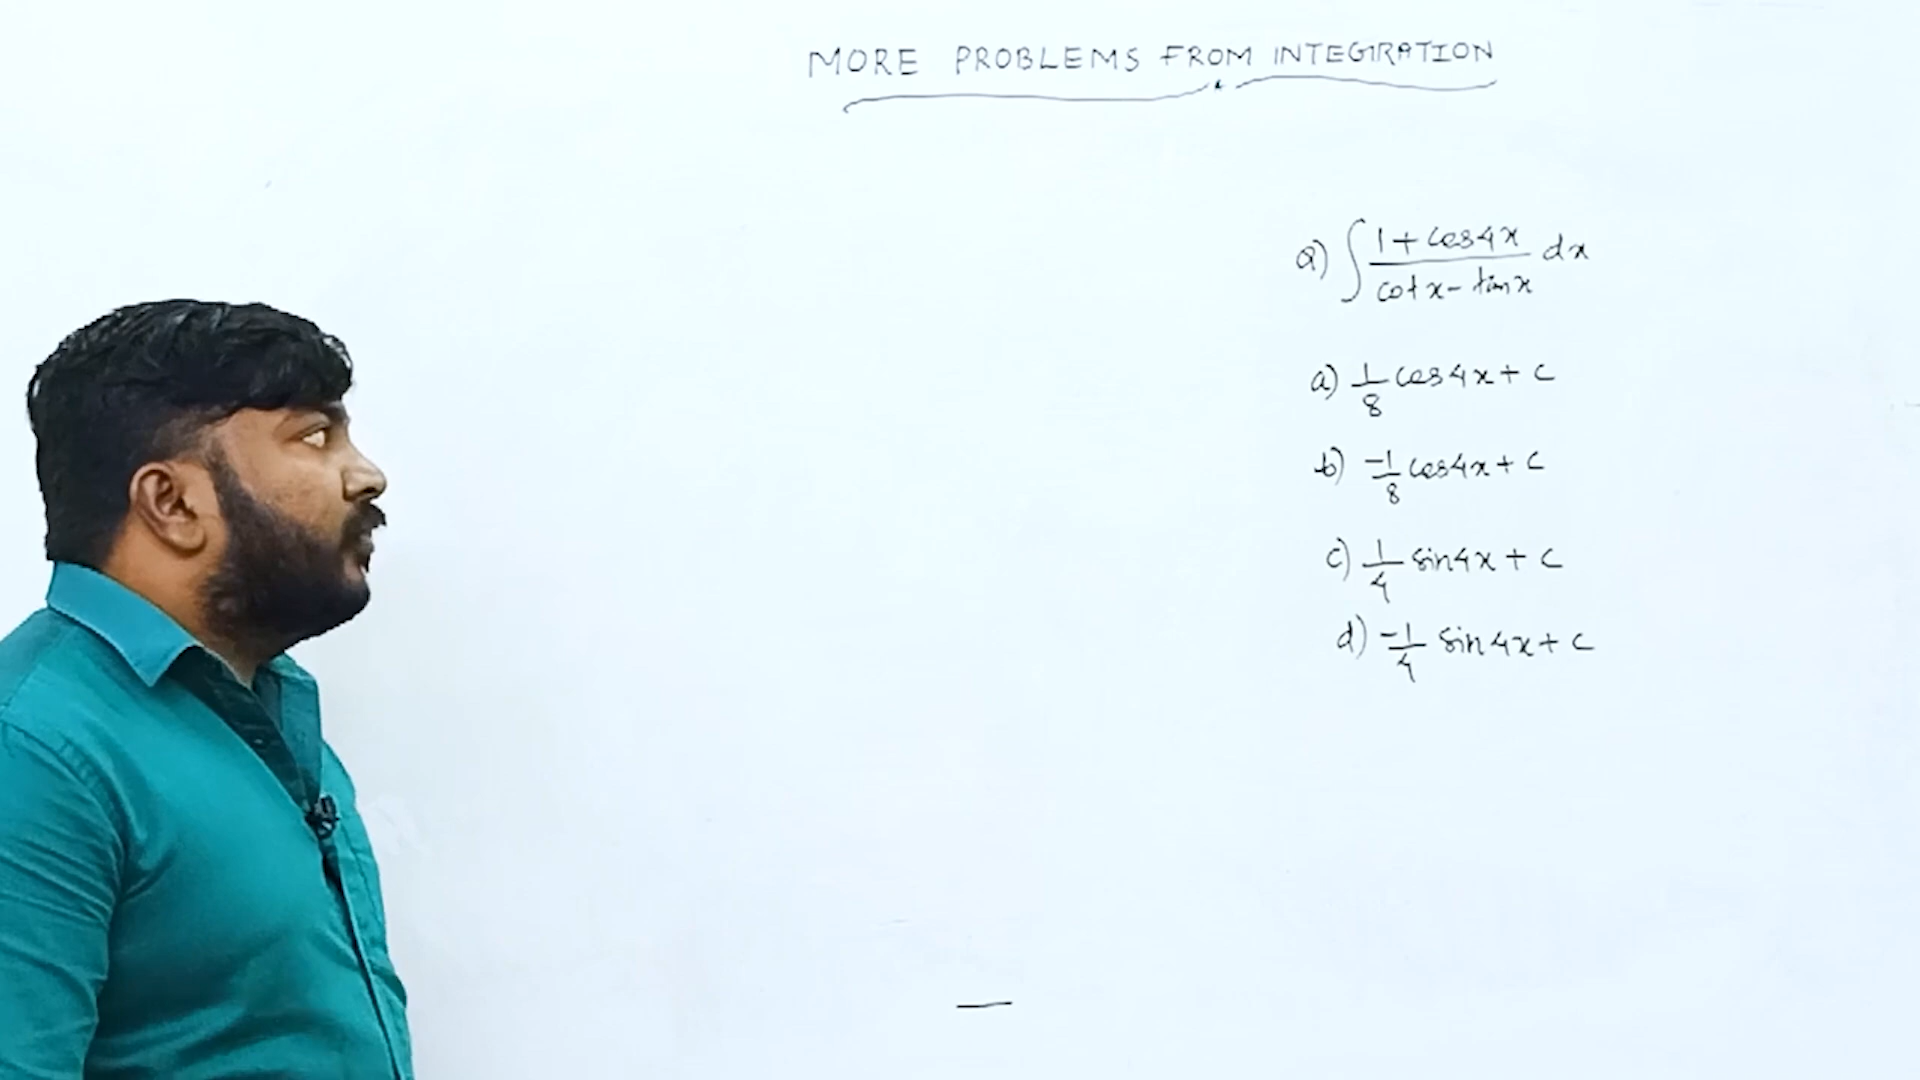 MORE PROBLEMS FROM INTEGRATION
Q) ∫ (1 + cos4x)/(cot x - tan x) dx
a) 1/8 cos4x + c
b) -1/8 cos4x + c
c) 1/4 sin4x + c
d) -1/4 sin4x + c